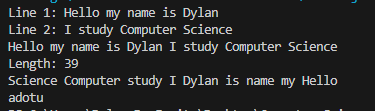 Line 1: Hello my name is Dylan
Line 2: I study Computer Science
Hello my name is Dylan I study Computer Science
Length: 39
Science Computer study I Dylan is name my Hello
adotu